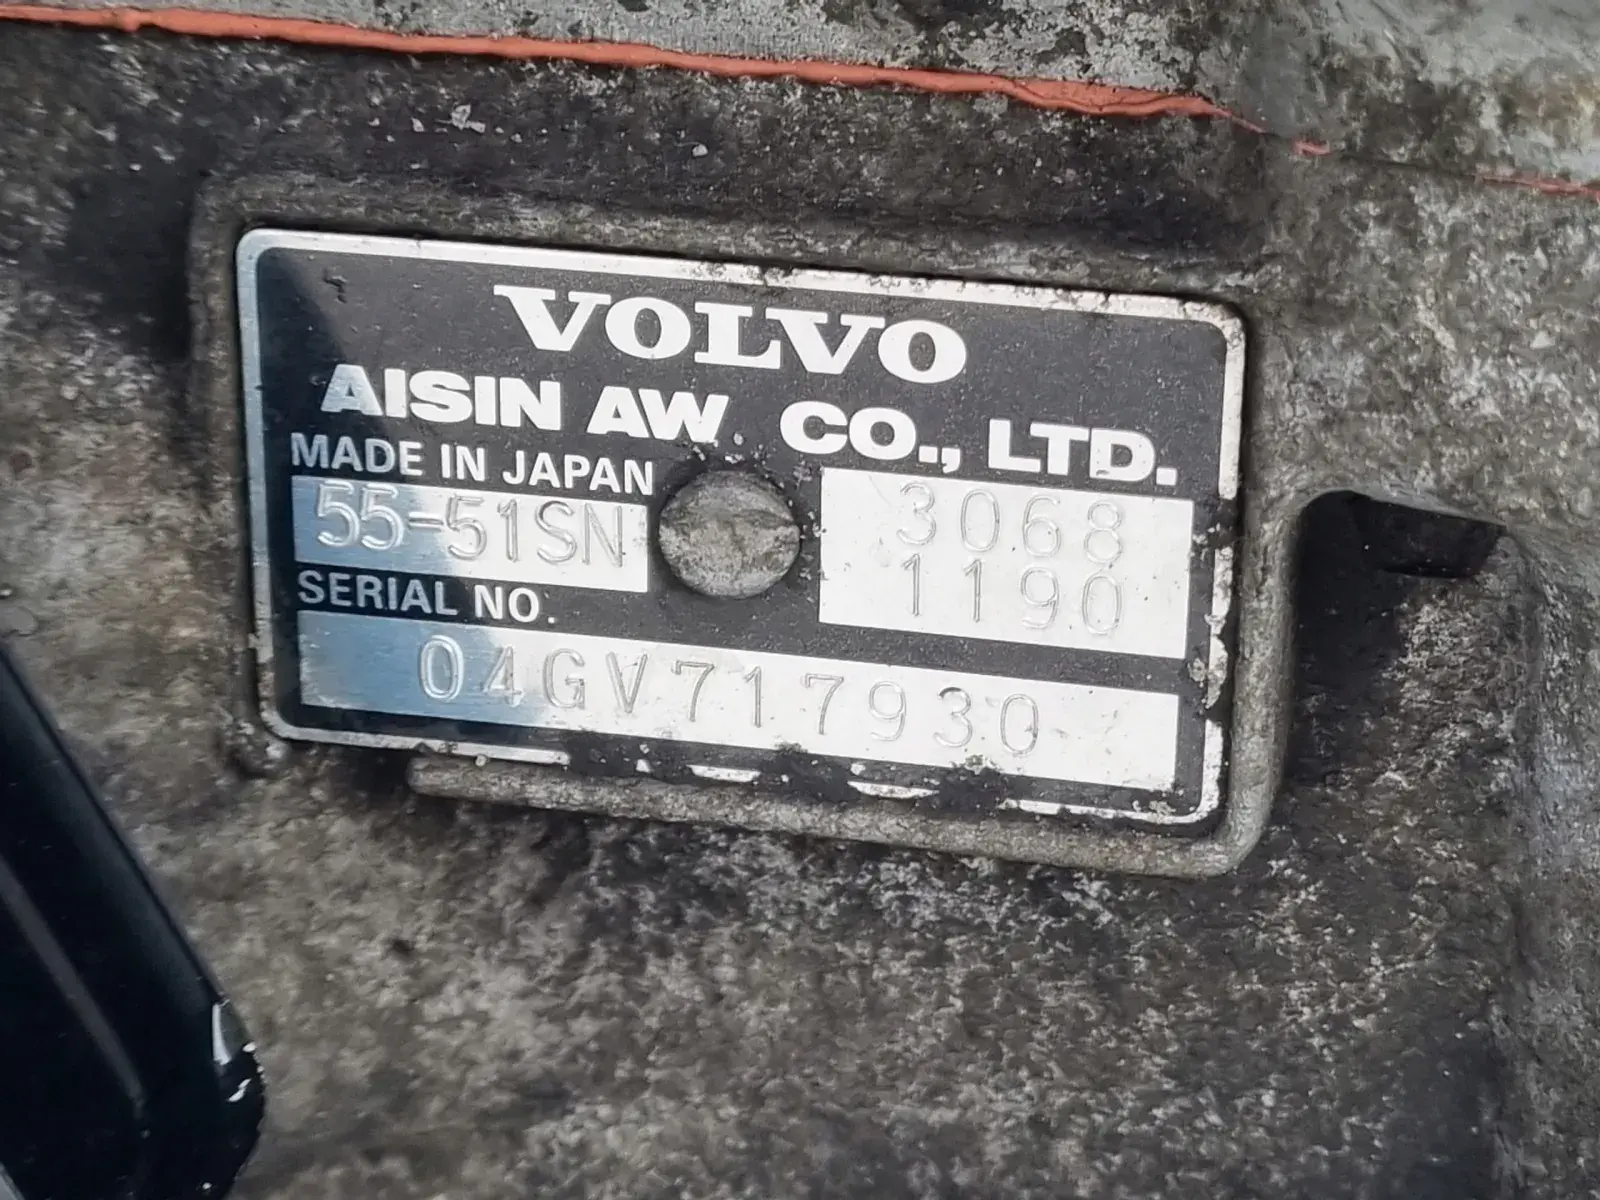 VOLVO
AISIN AW CO., LTD.
MADE IN JAPAN
55-51SN
3068
1190
SERIAL NO.
04GV717930